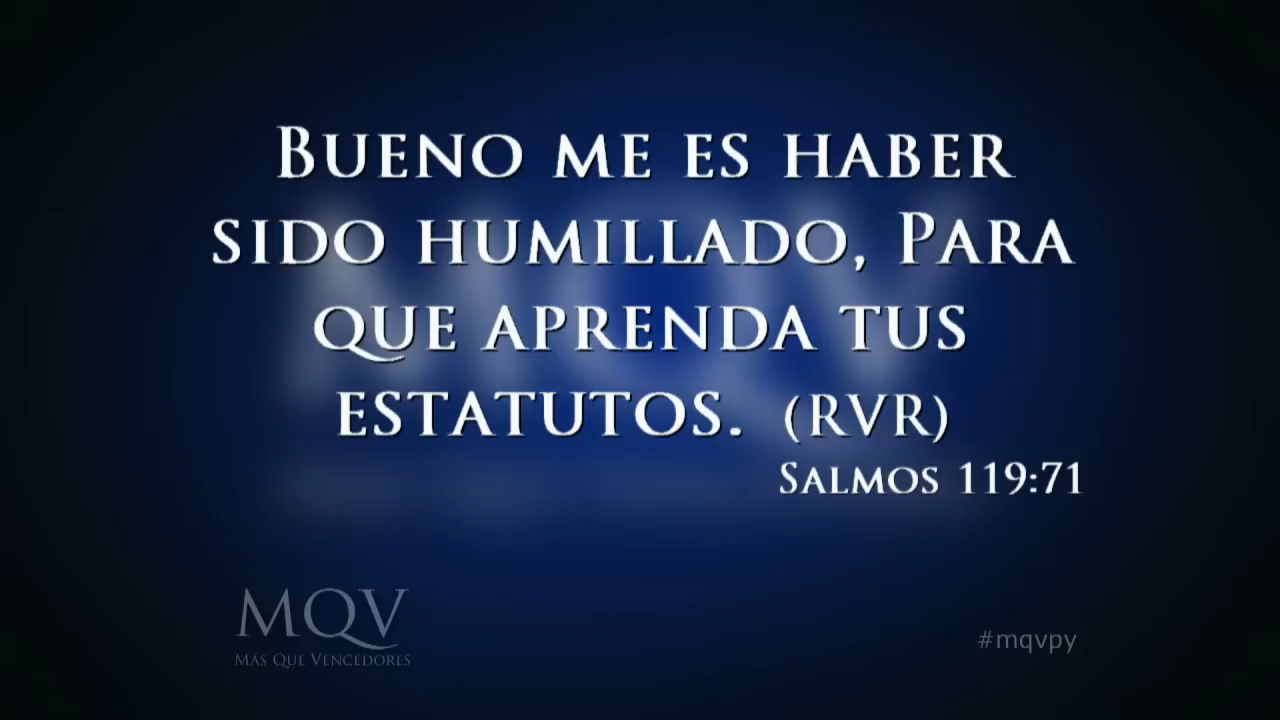 Bueno me es haber
sido humillado, Para
que aprenda tus
estatutos. (RVR)
Salmos 119:71
MQV
Más Que Vencedores
#mqvpy